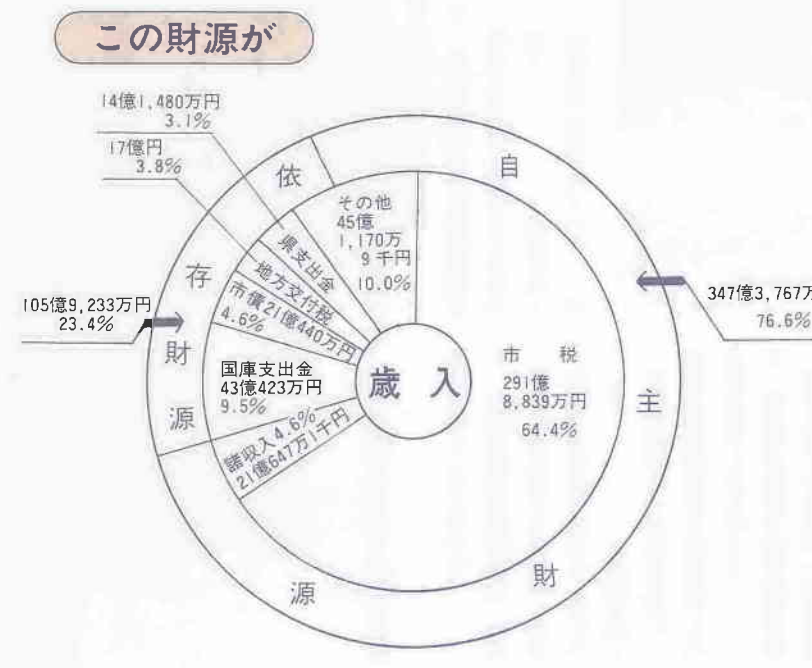 この財源が
14億1,480万円
3.1%
17億円
3.8%
105億9,233万円
23.4%
347億3,767万
76.6%
依存財源
自主財源
その他
45億
1,170万
9千円
10.0%
県支出金
地方交付税
市債21億440万円
4.6%
国庫支出金
43億423万円
9.5%
諸収入4.6%
21億647万1千円
歳入
市税
291億
8,839万円
64.4%